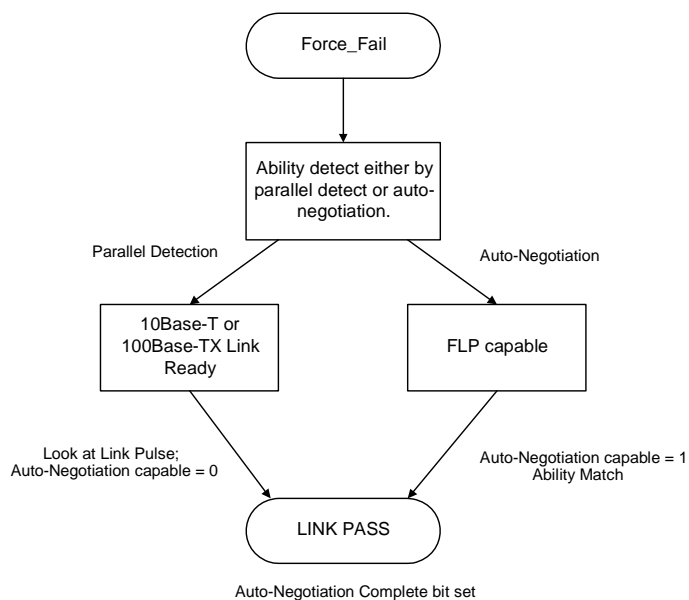 Force_Fail
Ability detect either by
parallel detect or auto-
negotiation.
Parallel Detection
Auto-Negotiation
10Base-T or
100Base-TX Link
Ready
FLP capable
Look at Link Pulse;
Auto-Negotiation capable = 0
Auto-Negotiation capable = 1
Ability Match
LINK PASS
Auto-Negotiation Complete bit set